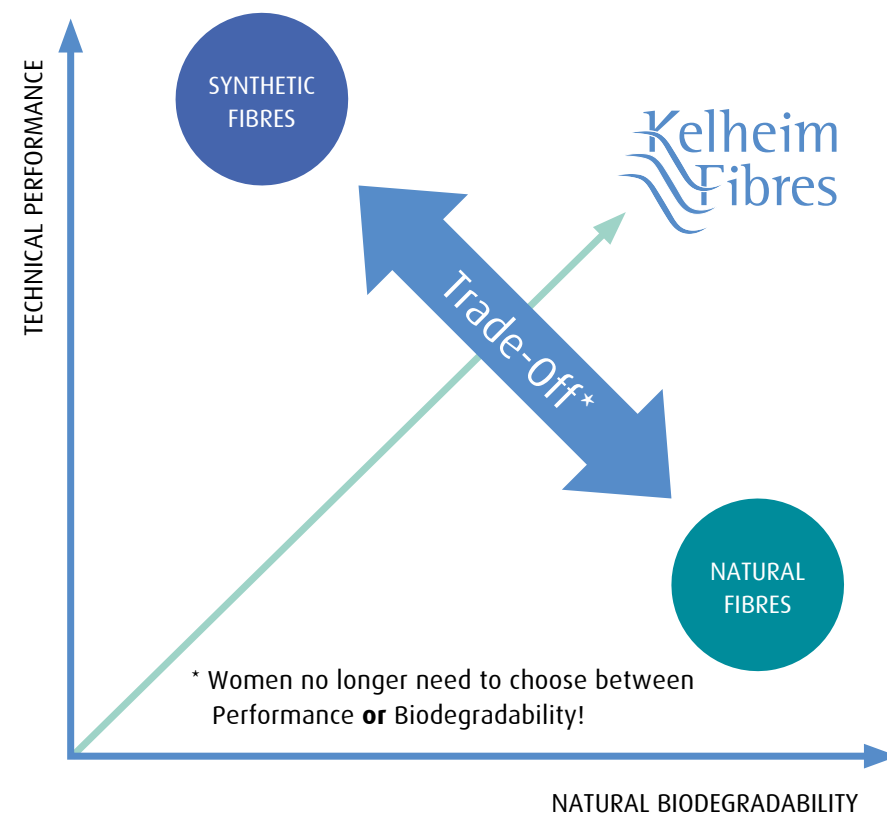 TECHNICAL PERFORMANCE
SYNTHETIC
FIBRES
Kelheim
Fibres
Trade-Off*
NATURAL
FIBRES
* Women no longer need to choose between
Performance or Biodegradability!
NATURAL BIODEGRADABILITY